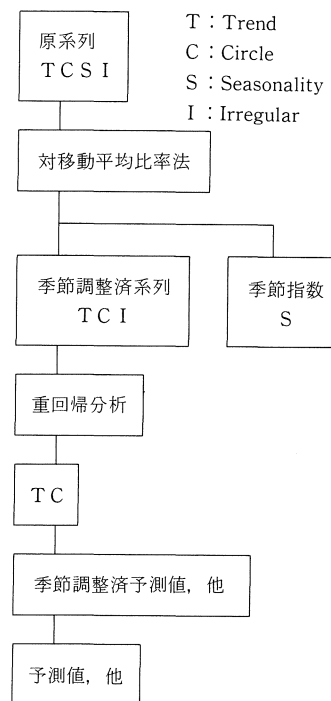 原系列
TCSI
T：Trend
C：Circle
S：Seasonality
I：Irregular
対移動平均比率法
季節調整済系列
TCI
季節指数
S
重回帰分析
TC
季節調整済予測値，他
予測値，他